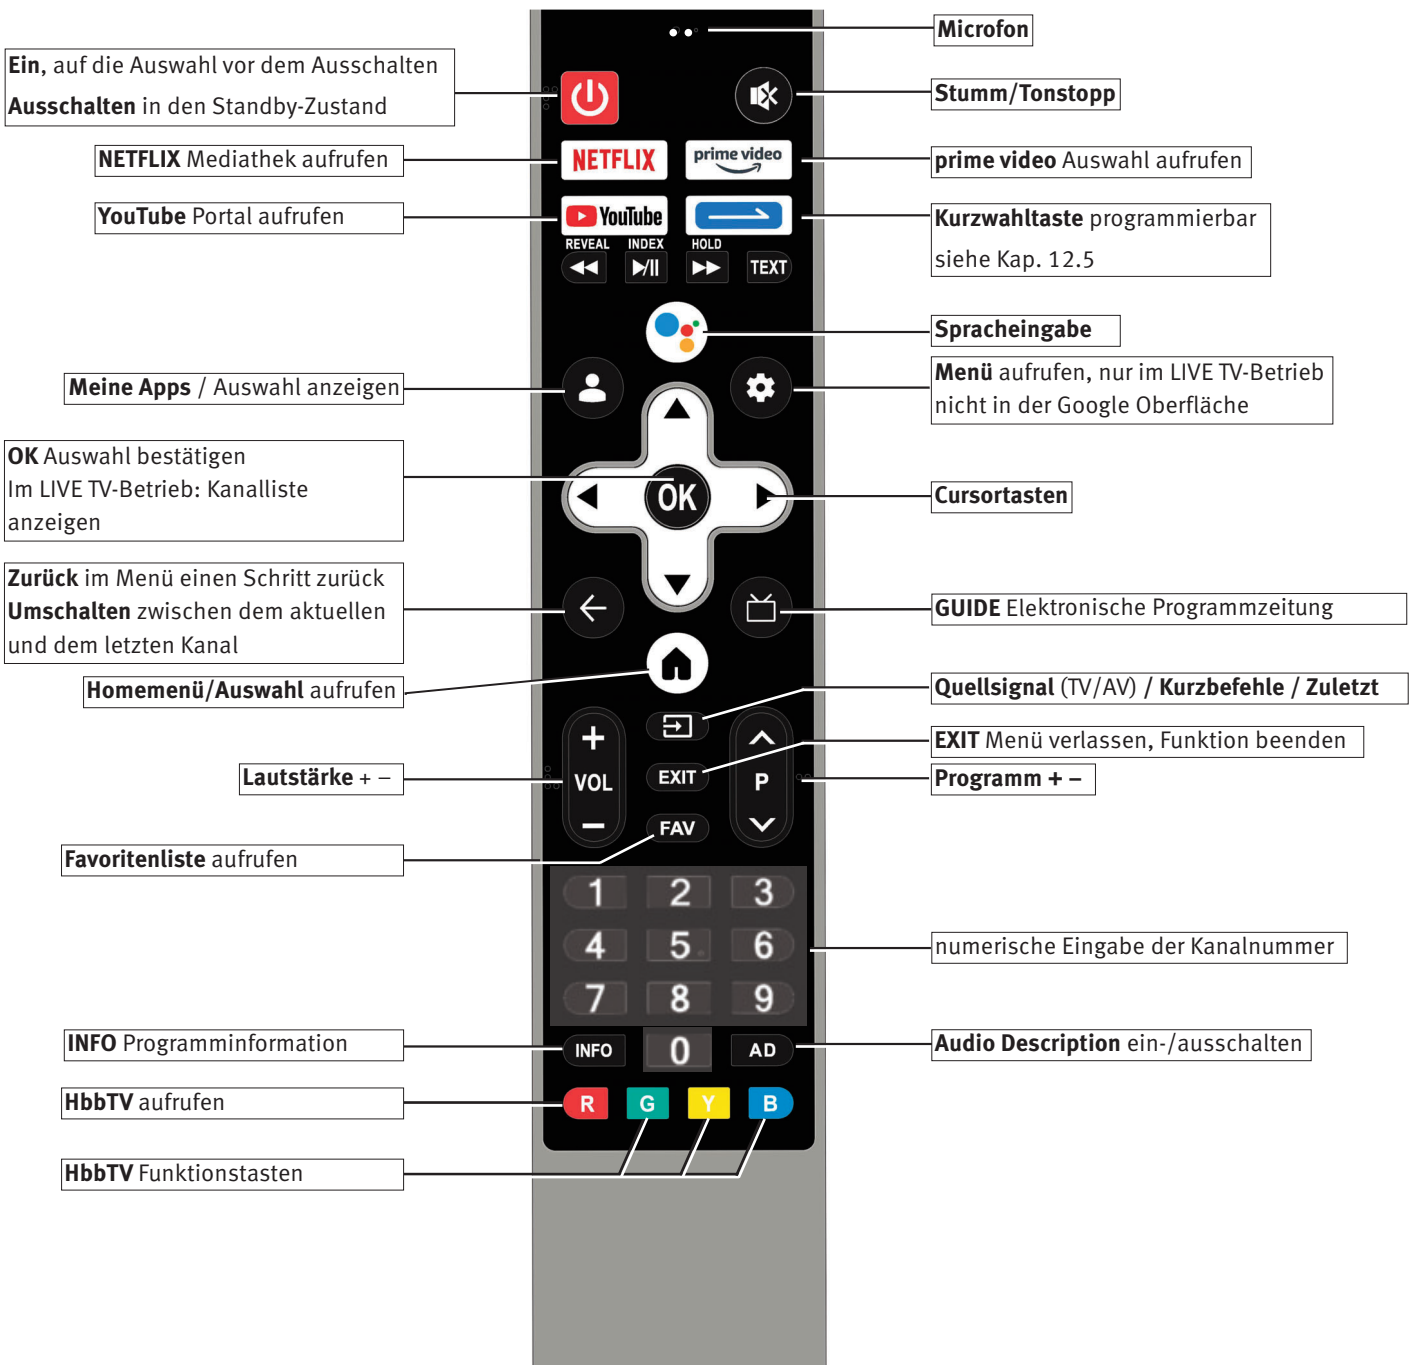 Microfon
Ein, auf die Auswahl vor dem Ausschalten
Ausschalten in den Standby-Zustand
Stumm/Tonstopp
NETFLIX Mediathek aufrufen
NETFLIX
prime video
prime video Auswahl aufrufen
YouTube Portal aufrufen
YouTube
Kurzwahltaste programmierbar
siehe Kap. 12.5
REVEAL INDEX HOLD
TEXT
Spracheingabe
Meine Apps / Auswahl anzeigen
Menü aufrufen, nur im LIVE TV-Betrieb
nicht in der Google Oberfläche
OK Auswahl bestätigen
Im LIVE TV-Betrieb: Kanalliste
anzeigen
OK
Cursortasten
Zurück im Menü einen Schritt zurück
Umschalten zwischen dem aktuellen
und dem letzten Kanal
GUIDE Elektronische Programmzeitung
Homemenü/Auswahl aufrufen
Quellsignal (TV/AV) / Kurzbefehle / Zuletzt
EXIT Menü verlassen, Funktion beenden
Lautstärke + –
+
VOL
–
EXIT
P
Programm + –
FAV
Favoritenliste aufrufen
1 2 3
4 5 6
7 8 9
numerische Eingabe der Kanalnummer
INFO Programminformation
INFO 0 AD
Audio Description ein-/ausschalten
HbbTV aufrufen
R G Y B
HbbTV Funktionstasten